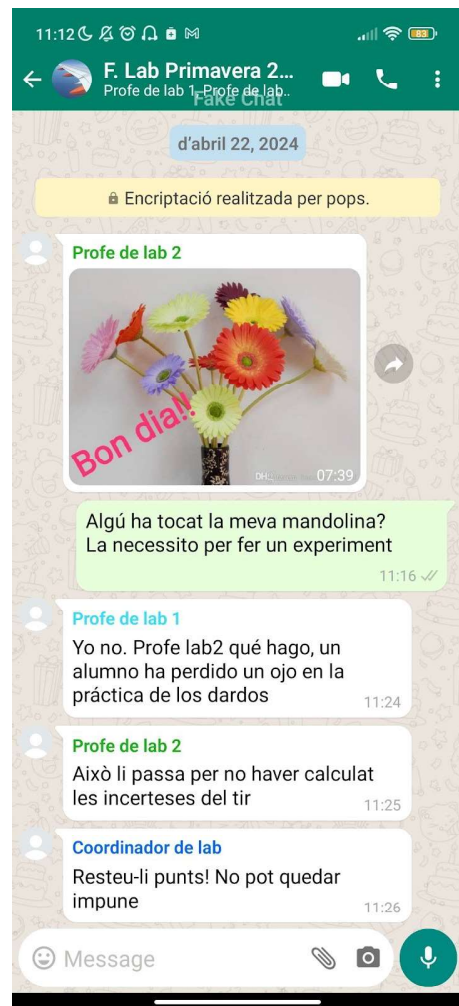 11:12
83
F. Lab Primavera 2...
Profe de lab 1, Profe de lab..
Fake Chat
d'abril 22, 2024
Encriptació realitzada per pops.
Profe de lab 2
Bon dia!!
07:39
Algú ha tocat la meva mandolina?
La necessito per fer un experiment
11:16
Profe de lab 1
Yo no. Profe lab2 qué hago, un
alumno ha perdido un ojo en la
práctica de los dardos
11:24
Profe de lab 2
Això li passa per no haver calculat
les incerteses del tir
11:25
Coordinador de lab
Resteu-li punts! No pot quedar
impune
11:26
Message